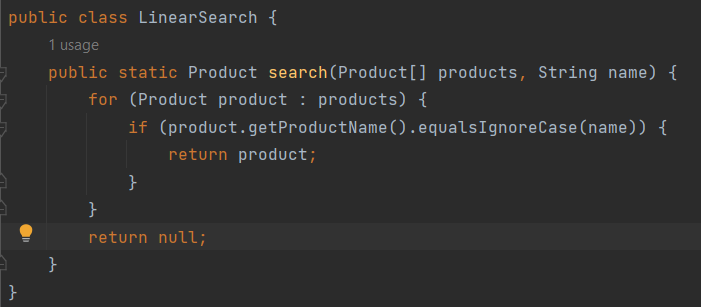 public class LinearSearch {
1 usage
public static Product search(Product[] products, String name) {
for (Product product : products) {
if (product.getProductName().equalsIgnoreCase(name)) {
return product;
}
}
return null;
}
}